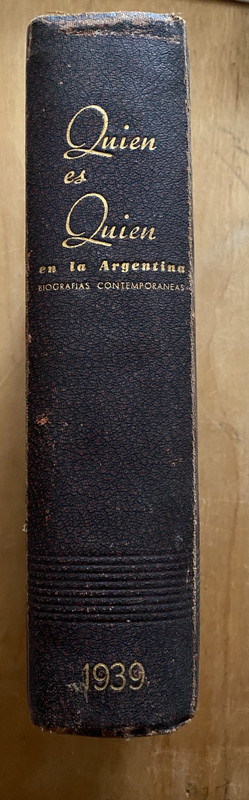 Quien
es
Quien
en la Argentina
BIOGRAFIAS CONTEMPORANEAS
1939